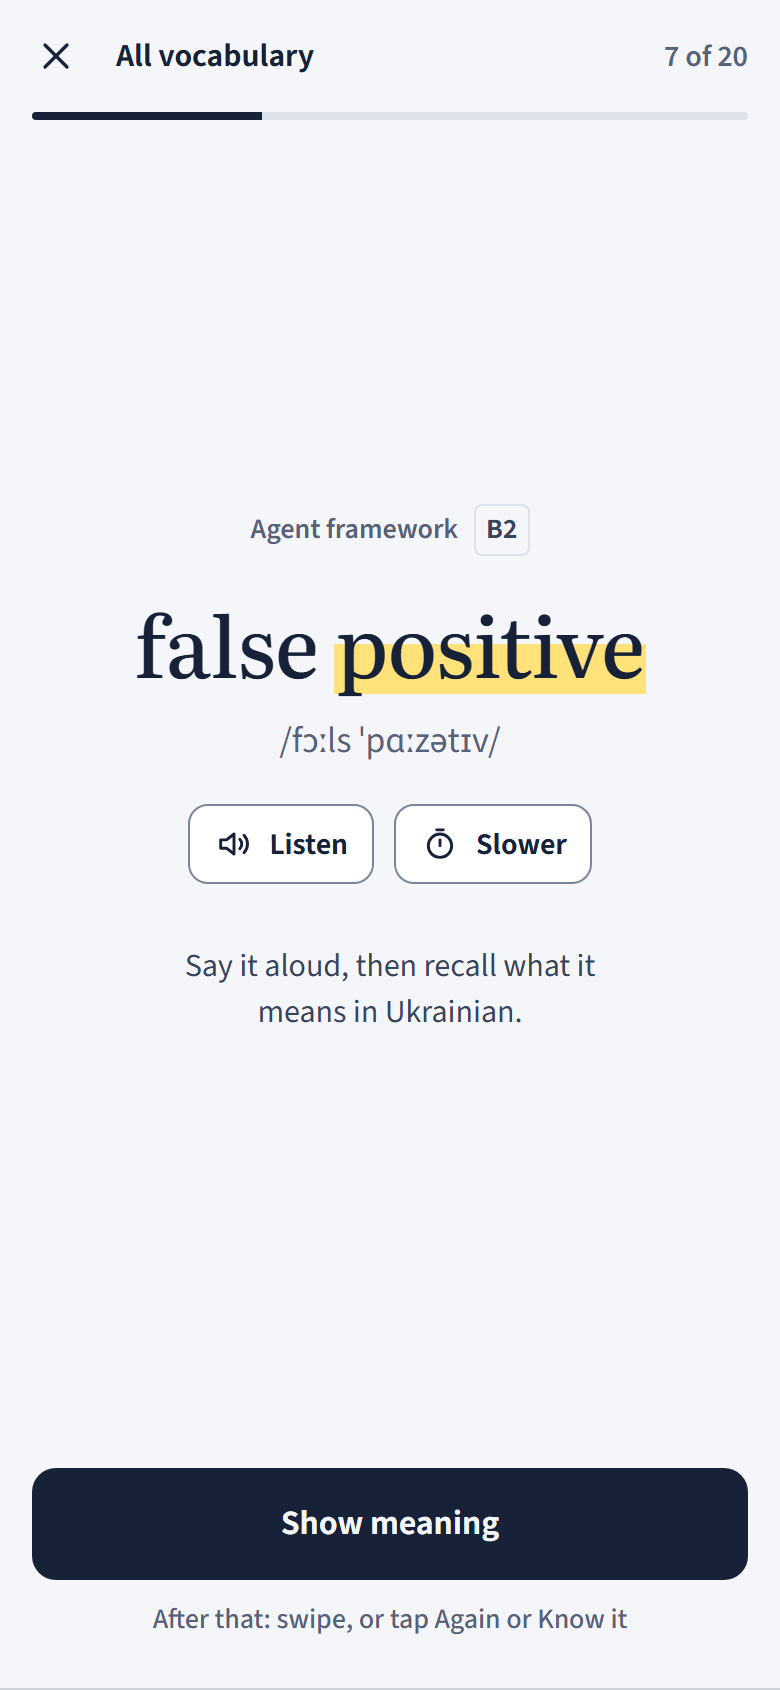 All vocabulary
7 of 20
Agent framework
B2
false positive
/fɔːls ˈpɑːzətɪv/
Listen
Slower
Say it aloud, then recall what it
means in Ukrainian.
Show meaning
After that: swipe, or tap Again or Know it